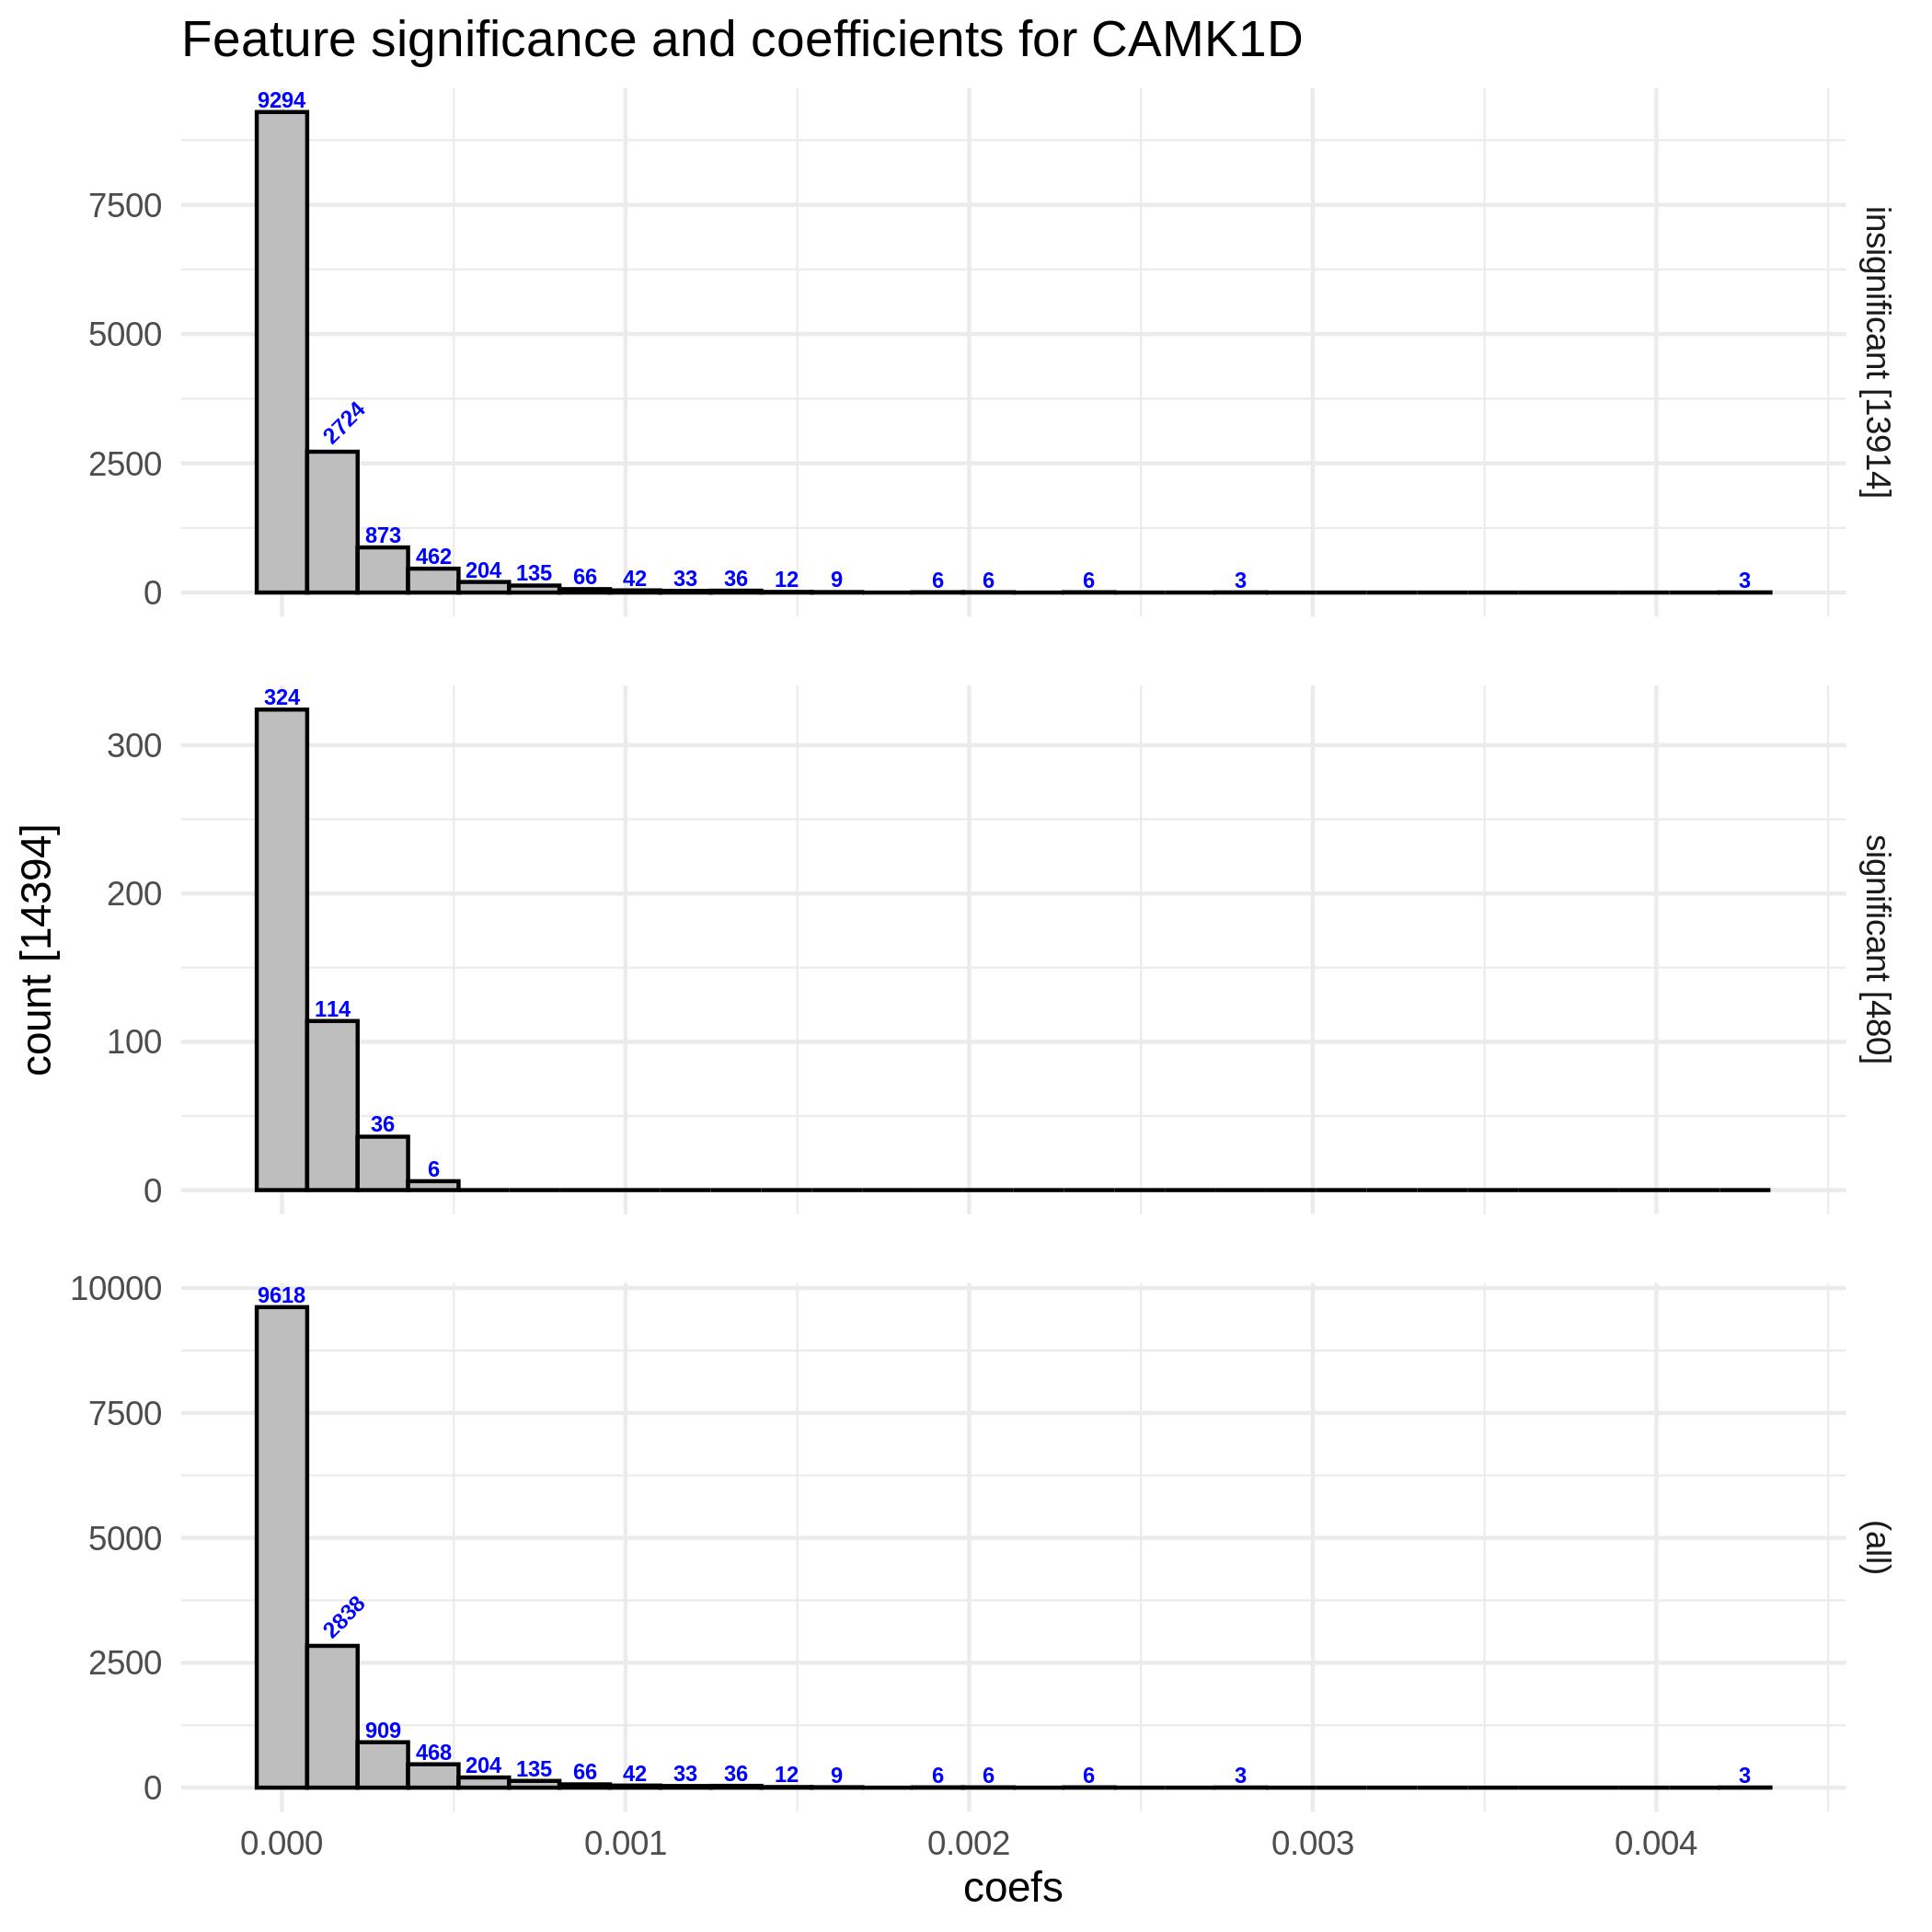 Feature significance and coefficients for CAMK1D
9294
7500
5000
2724
2500
873
462
204 135 66 42 33 36 12 9 6 6 6 3 3
0
insignificant [13914]
324
300
200
114
100
36
6
0
significant [480]
count [14394]
10000
9618
7500
5000
2838
2500
909
468
204 135 66 42 33 36 12 9 6 6 6 3 3
0
(all)
0.000 0.001 0.002 0.003 0.004
coefs